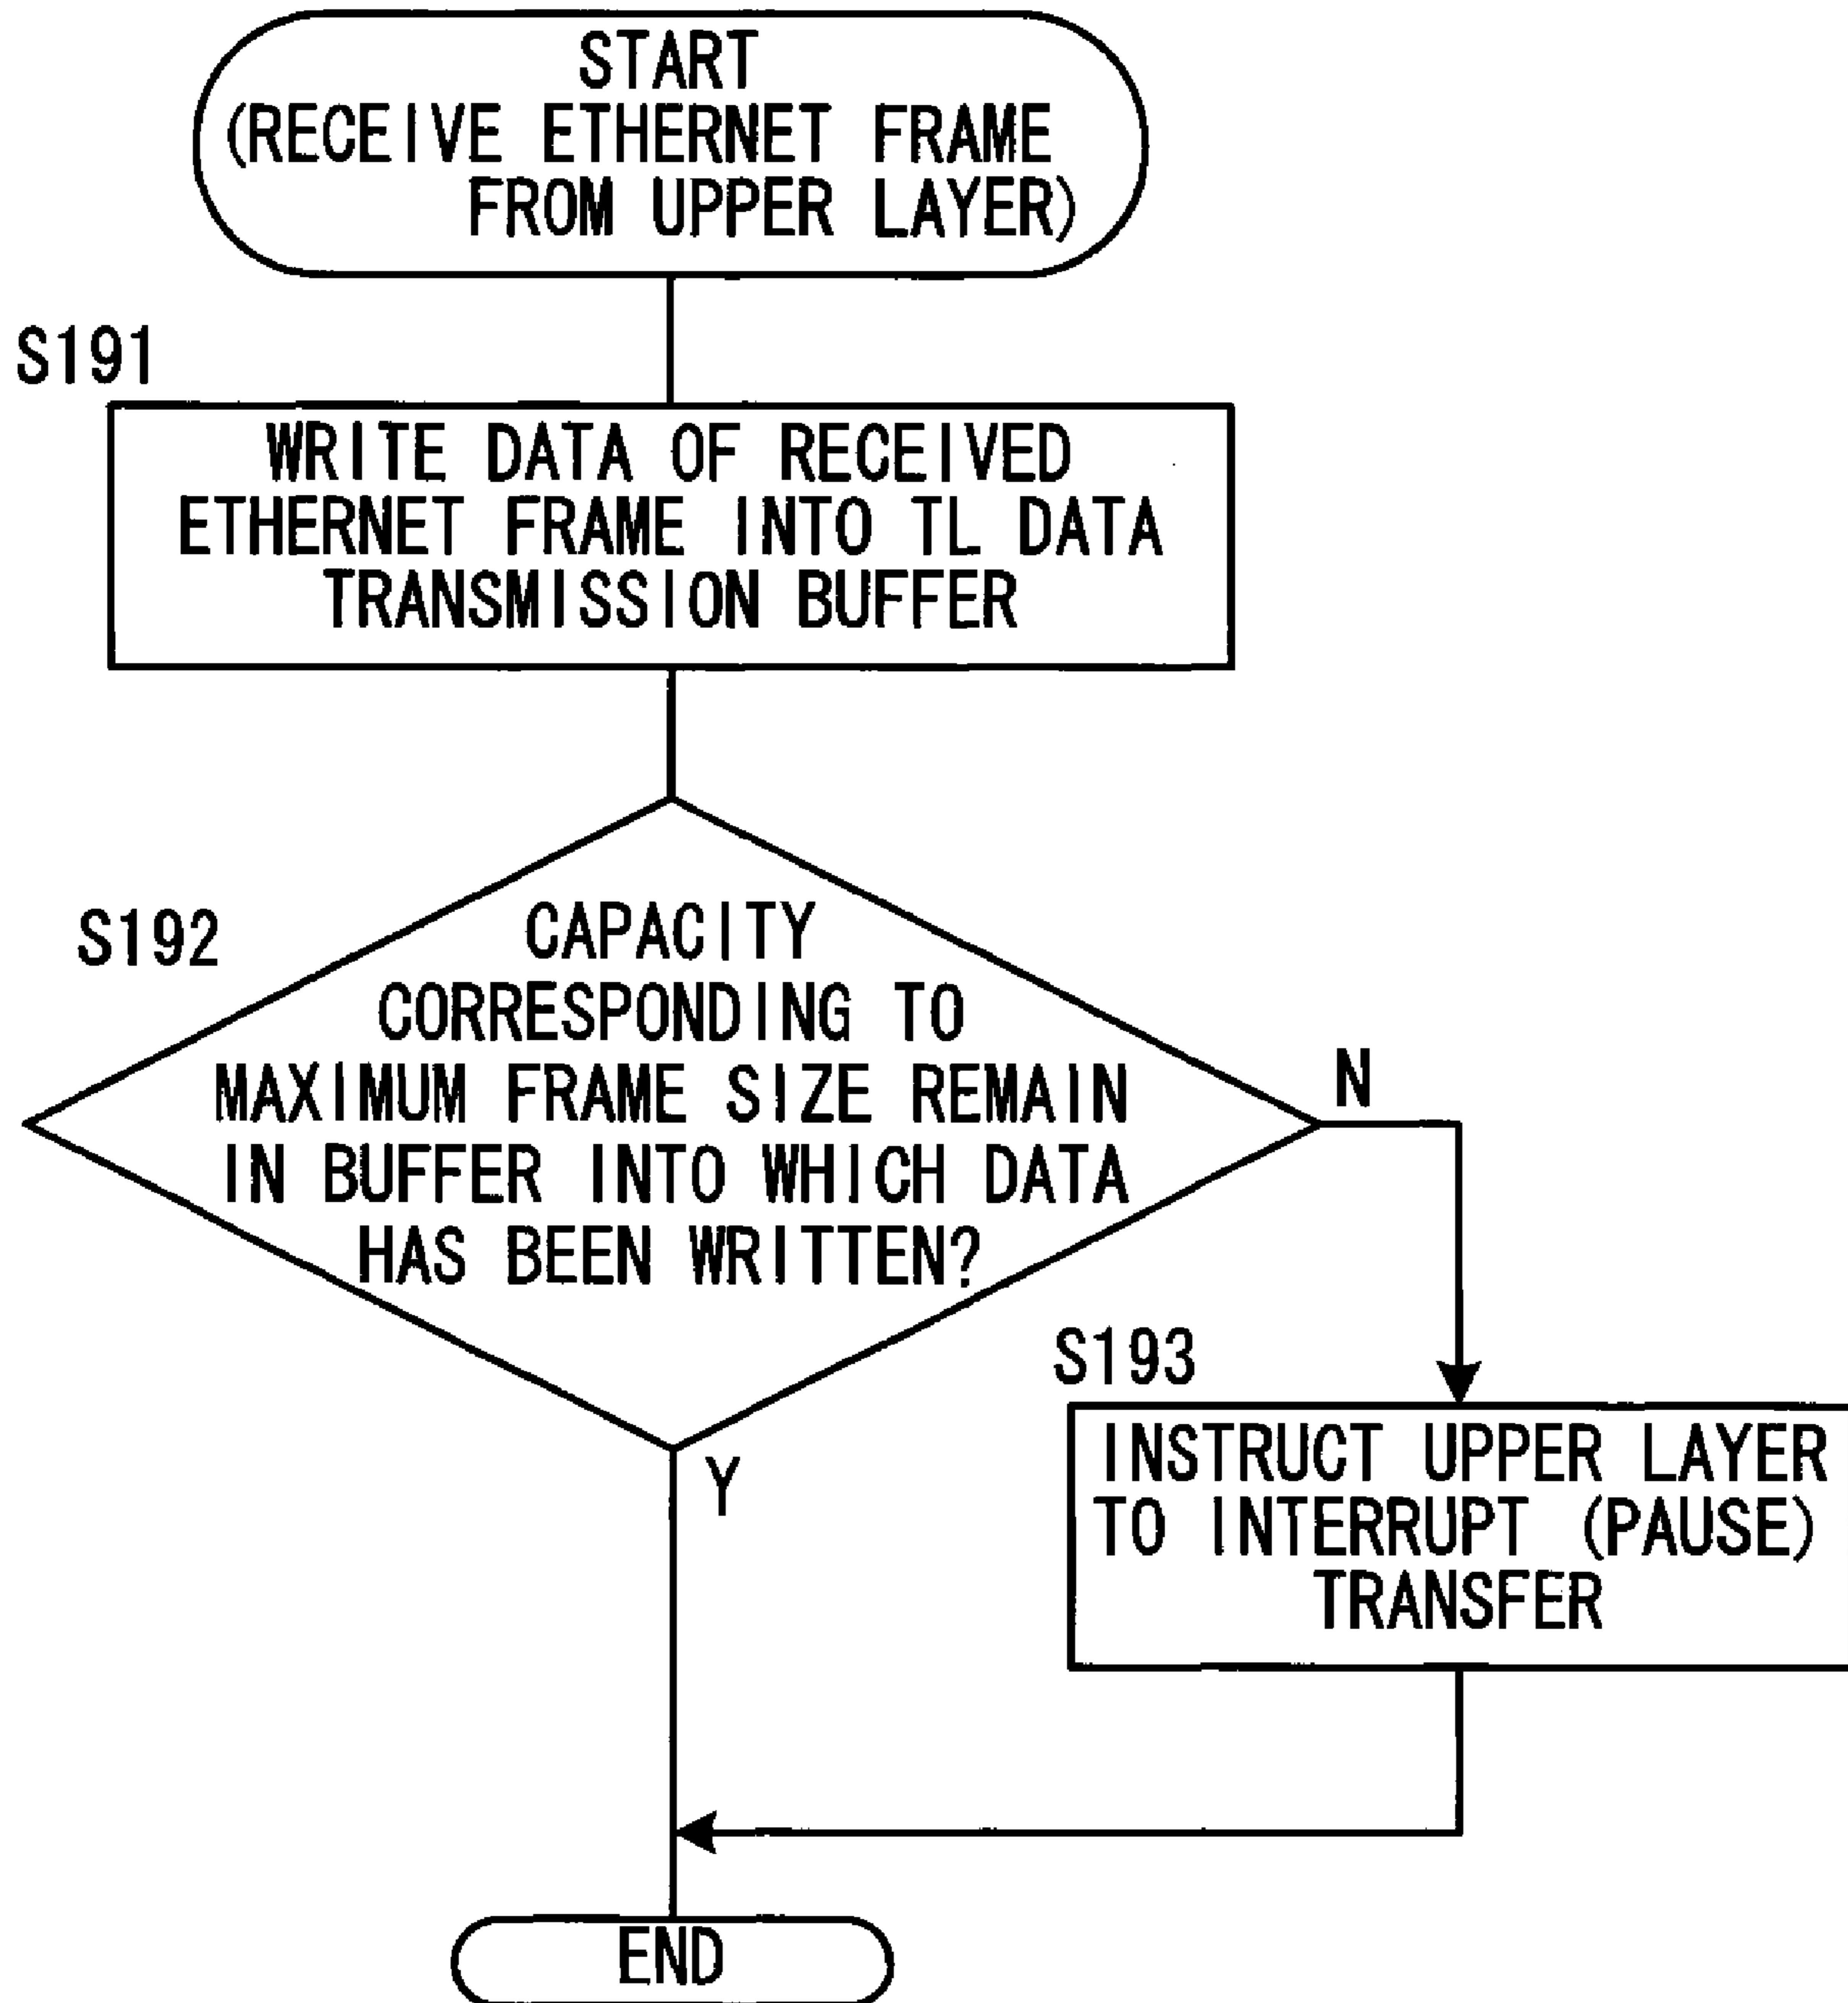 START
(RECEIVE ETHERNET FRAME
FROM UPPER LAYER)
S191
WRITE DATA OF RECEIVED
ETHERNET FRAME INTO TL DATA
TRANSMISSION BUFFER
S192
CAPACITY
CORRESPONDING TO
MAXIMUM FRAME SIZE REMAIN
IN BUFFER INTO WHICH DATA
HAS BEEN WRITTEN?
N
Y
S193
INSTRUCT UPPER LAYER
TO INTERRUPT (PAUSE)
TRANSFER
END